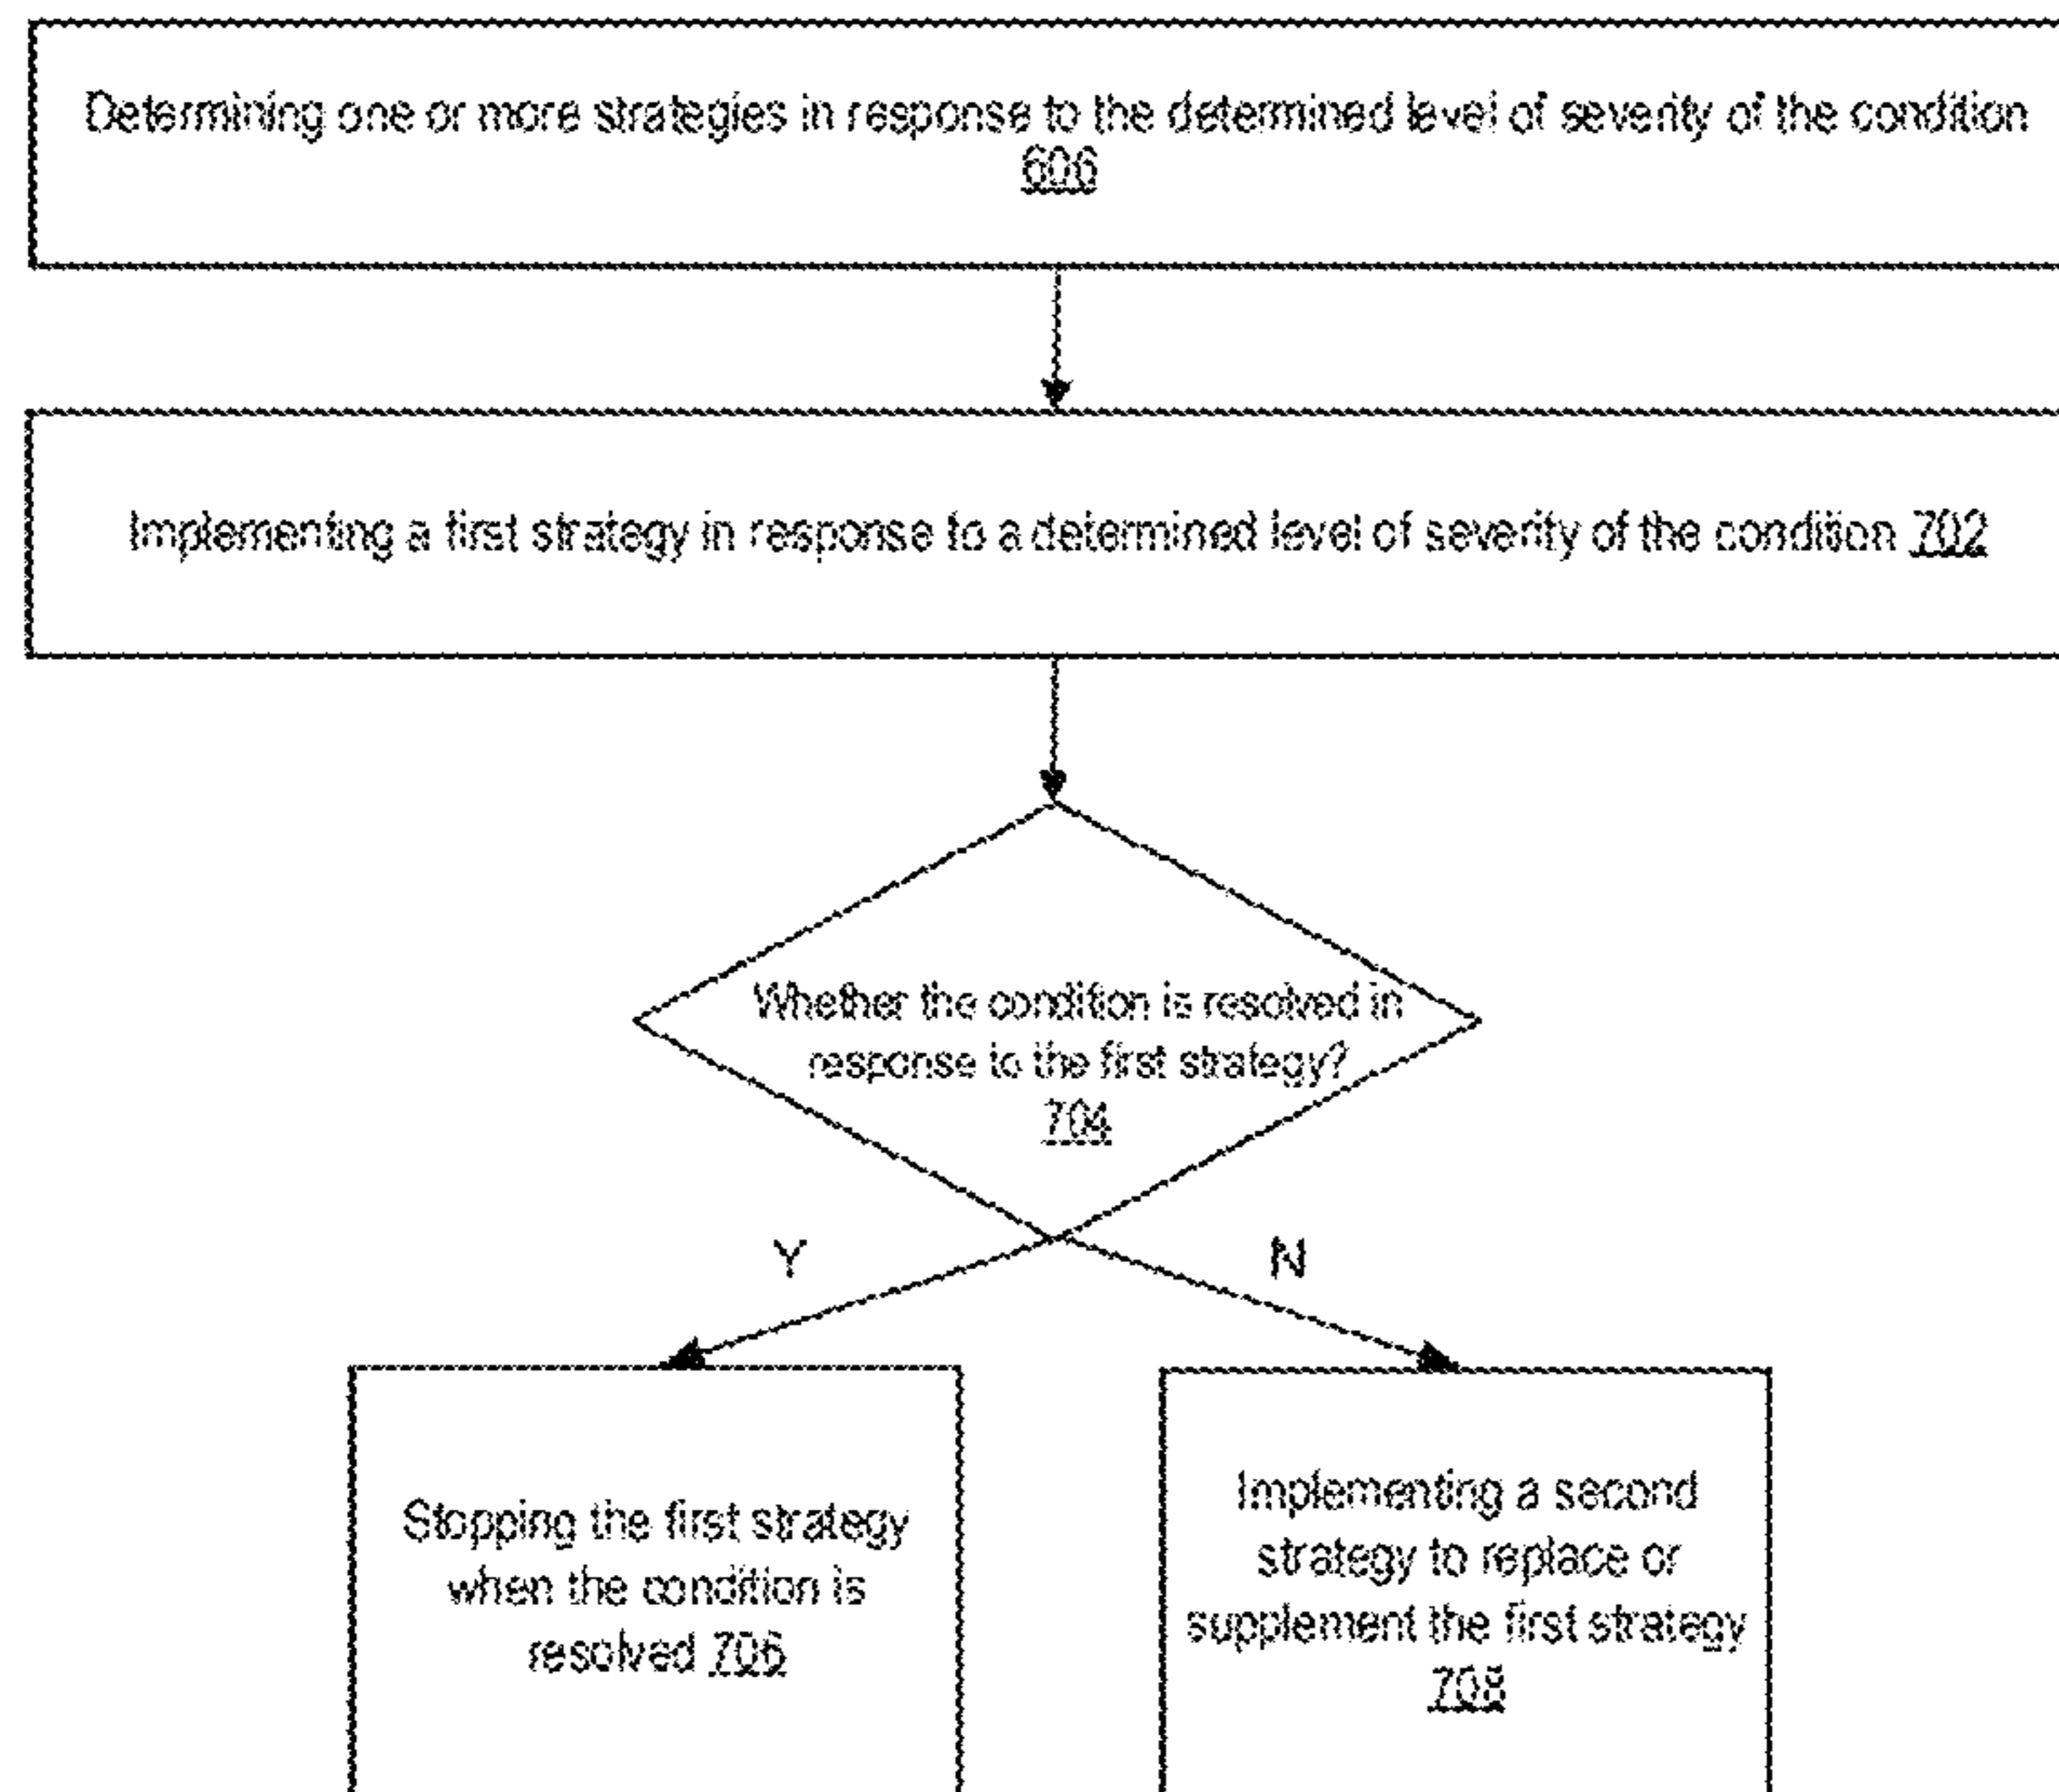 Determining one or more strategies in response to the determined level of severity of the condition
606
Implementing a first strategy in response to a determined level of severity of the condition 702
Whether the condition is resolved in
response to the first strategy?
704
Y
N
Stopping the first strategy
when the condition is
resolved 706
Implementing a second
strategy to replace or
supplement the first strategy
708